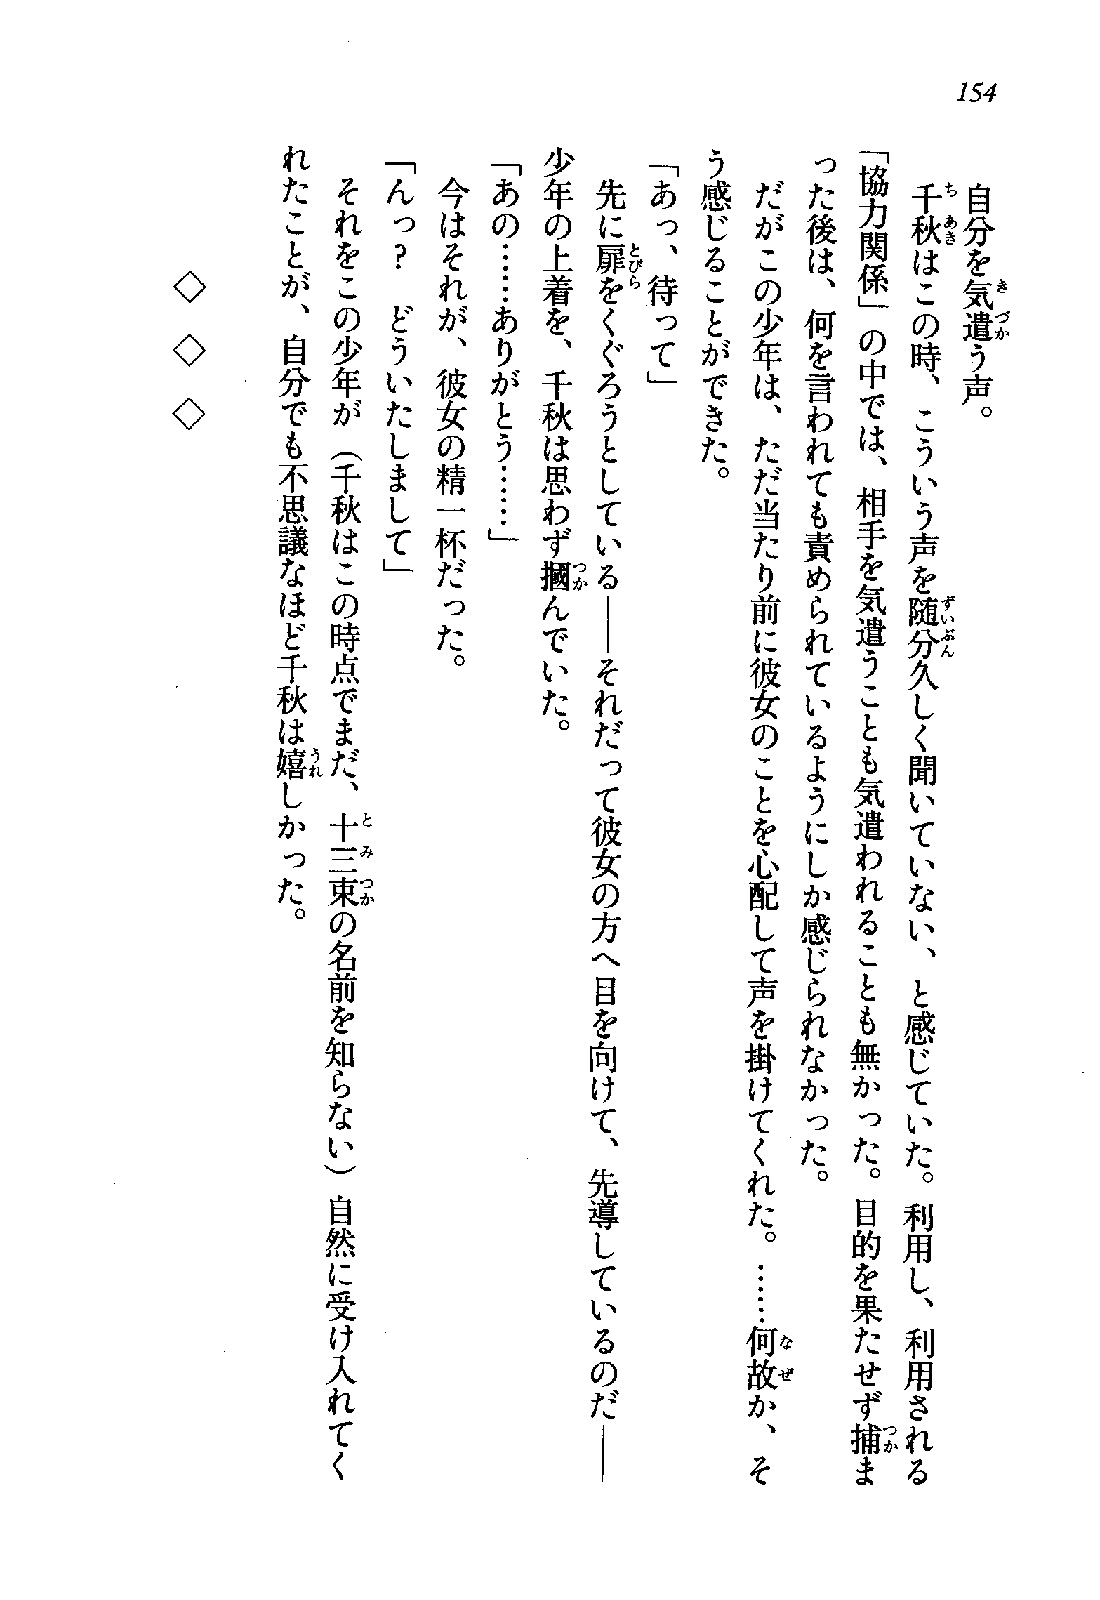 154
自分を気遣う声。
千秋はこの時、こういう声を随分久しく聞いていない、と感じていた。利用し、利用される
「協力関係」の中では、相手を気遣うことも気遣われることも無かった。目的を果たせず捕ま
った後は、何を言われても責められているようにしか感じられなかった。
だがこの少年は、ただ当たり前に彼女のことを心配して声を掛けてくれた。……何故か、そ
う感じることができた。
「あっ、待って」
先に扉をくぐろうとしている――それだって彼女の方へ目を向けて、先導しているのだ――
少年の上着を、千秋は思わず摑んでいた。
「あの……ありがとう……」
今はそれが、彼女の精一杯だった。
「んっ？　どういたしまして」
それをこの少年が（千秋はこの時点でまだ、十三束の名前を知らない）自然に受け入れてく
れたことが、自分でも不思議なほど千秋は嬉しかった。
◇　◇　◇